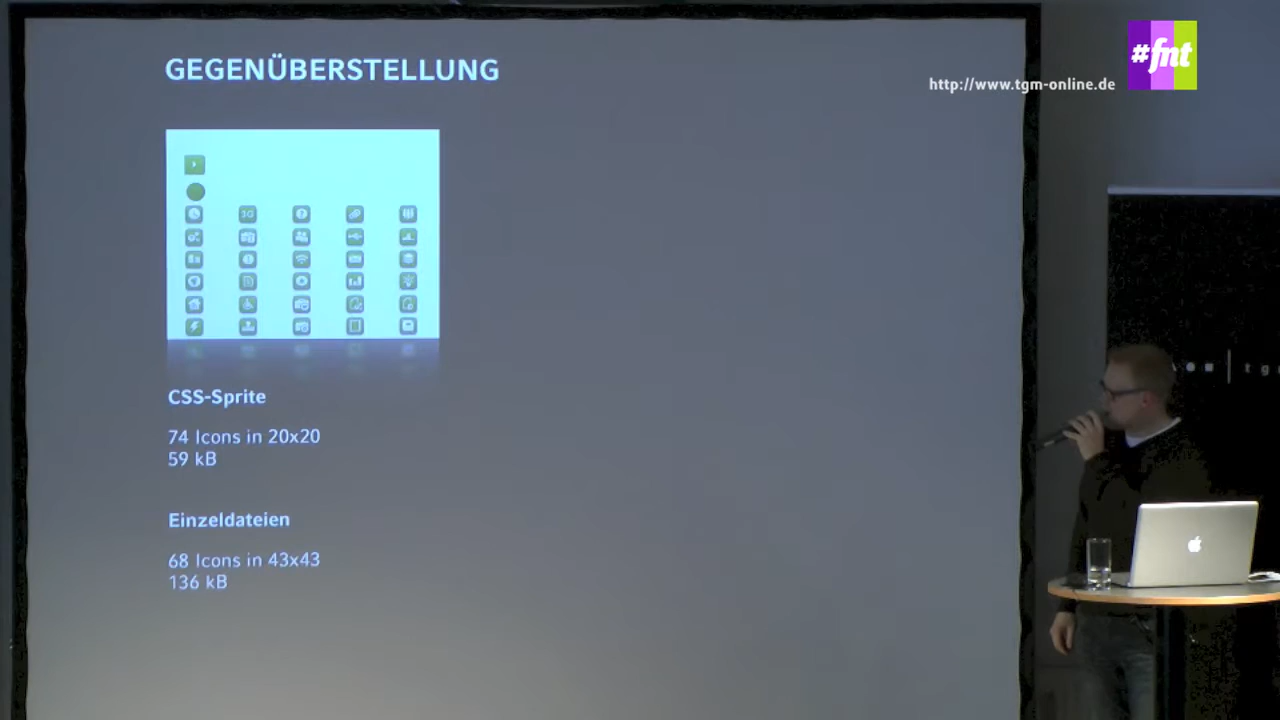 GEGENÜBERSTELLUNG
http://www.tgm-online.de
#fnt
3G
CSS-Sprite
74 Icons in 20x20
59 kB
Einzeldateien
68 Icons in 43x43
136 kB